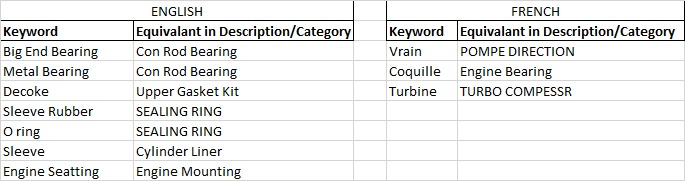 ENGLISH FRENCH
Keyword Equivalant in Description/Category Keyword Equivalant in Description/Category
Big End Bearing Con Rod Bearing Vrain POMPE DIRECTION
Metal Bearing Con Rod Bearing Coquille Engine Bearing
Decoke Upper Gasket Kit Turbine TURBO COMPESSR
Sleeve Rubber SEALING RING
O ring SEALING RING
Sleeve Cylinder Liner
Engine Seatting Engine Mounting